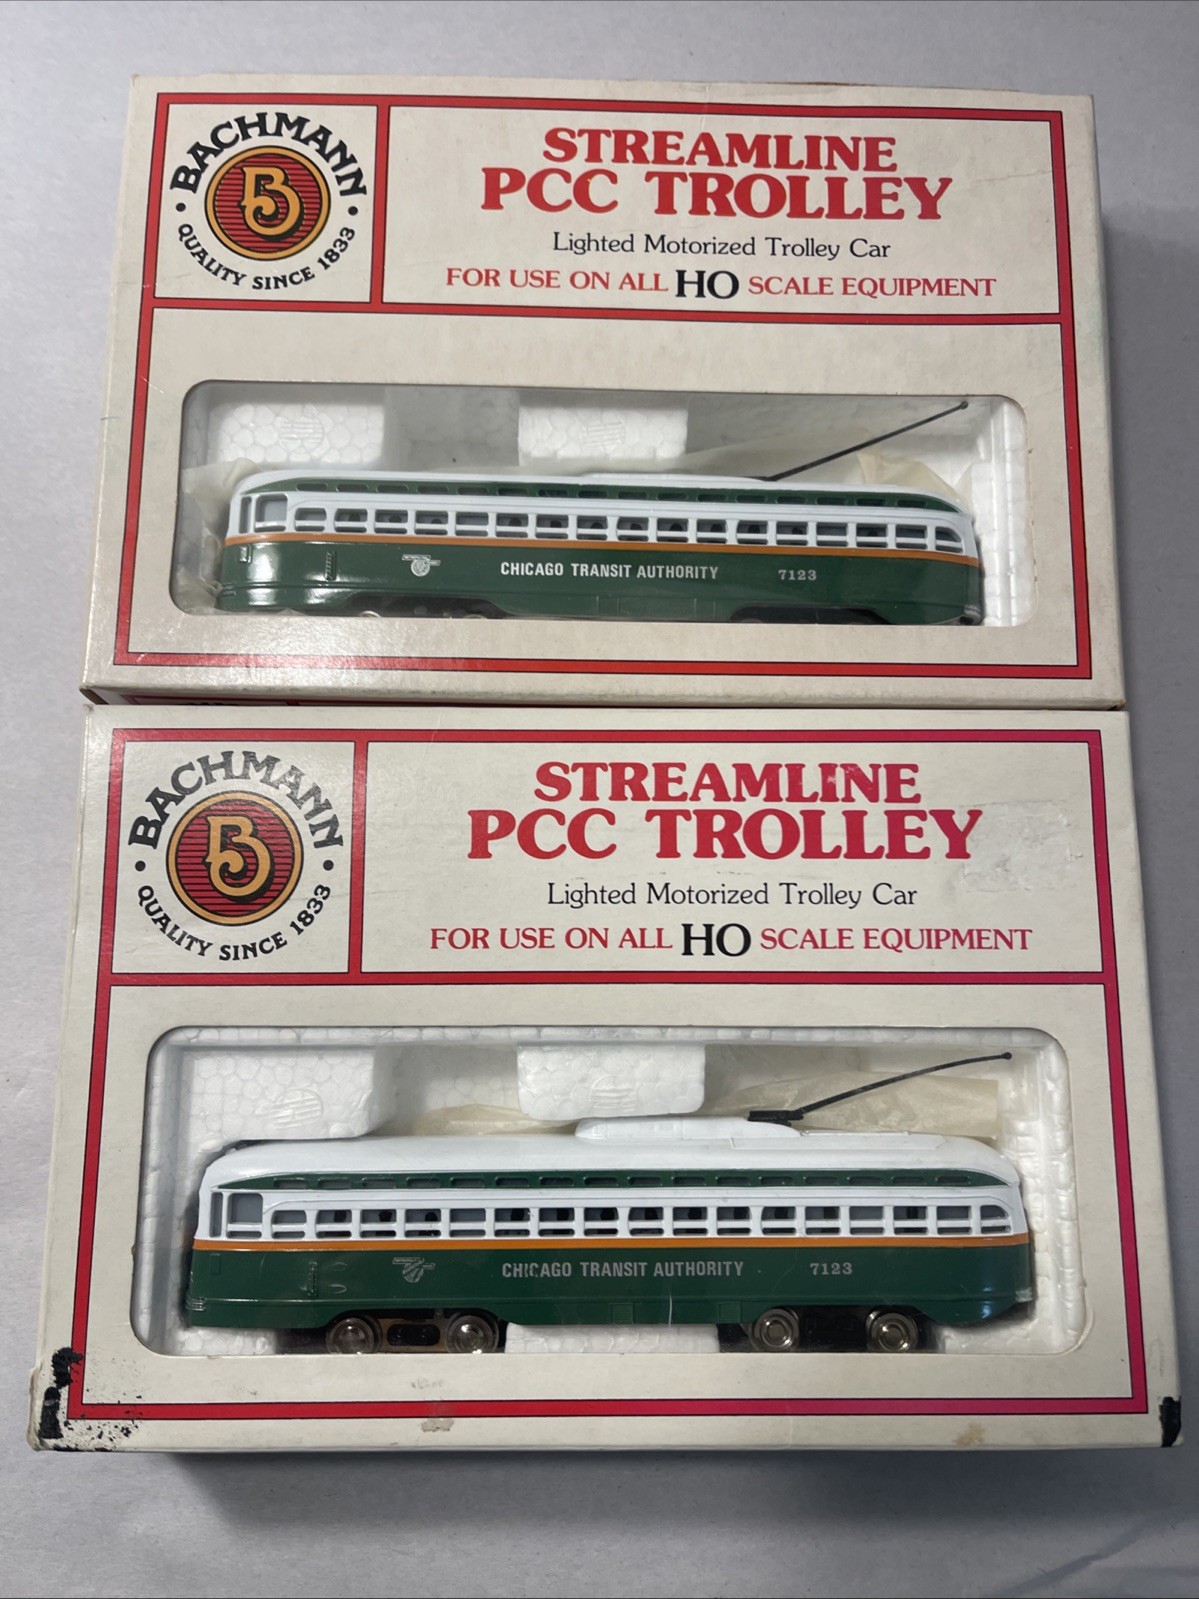 BACHMANN
B
• QUALITY SINCE 1833 •
STREAMLINE
PCC TROLLEY
Lighted Motorized Trolley Car
FOR USE ON ALL HO SCALE EQUIPMENT
CHICAGO TRANSIT AUTHORITY 7123
BACHMANN
B
• QUALITY SINCE 1833 •
STREAMLINE
PCC TROLLEY
Lighted Motorized Trolley Car
FOR USE ON ALL HO SCALE EQUIPMENT
CHICAGO TRANSIT AUTHORITY 7123